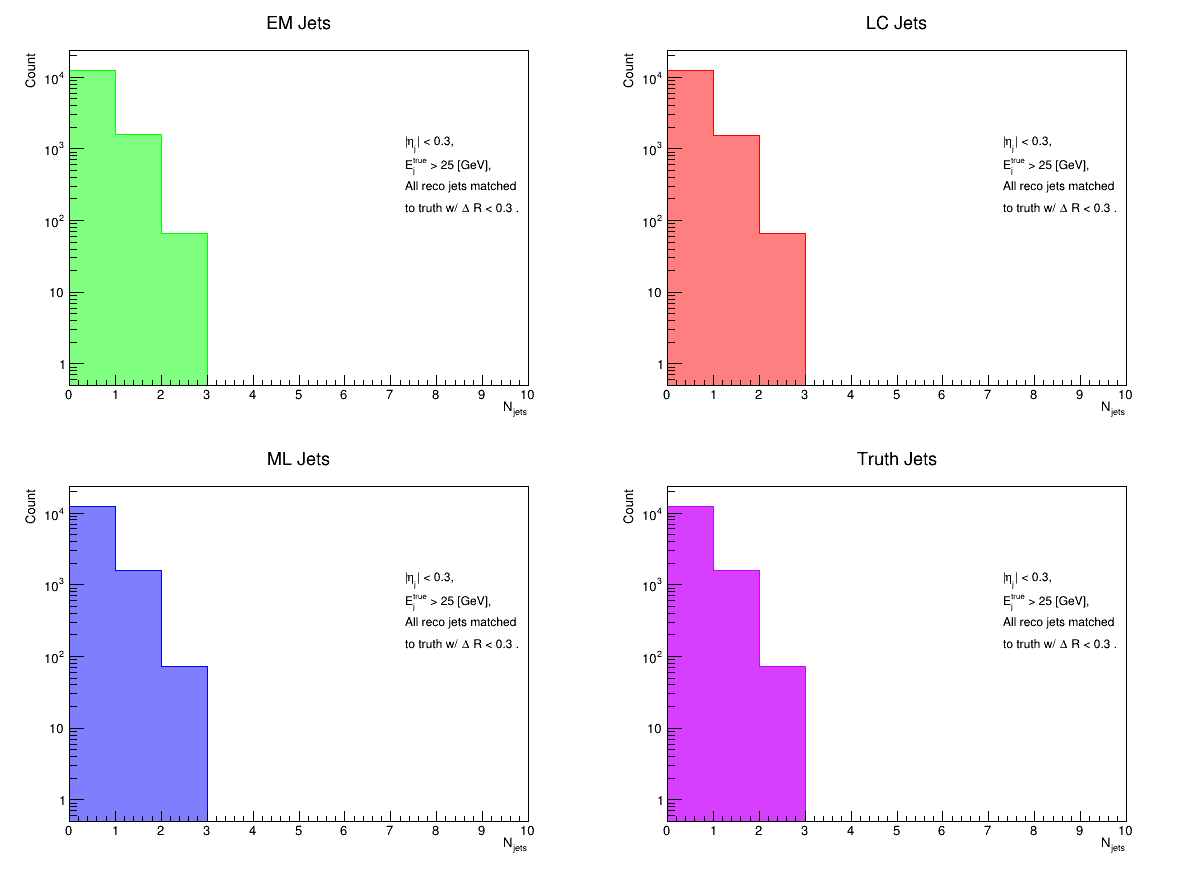 EM Jets
Count
10⁴
10³
10²
10
1
0 1 2 3 4 5 6 7 8 9 10
N_jets
|η_j| < 0.3,
E_j^true > 25 [GeV],
All reco jets matched
to truth w/ Δ R < 0.3 .
LC Jets
Count
10⁴
10³
10²
10
1
0 1 2 3 4 5 6 7 8 9 10
N_jets
|η_j| < 0.3,
E_j^true > 25 [GeV],
All reco jets matched
to truth w/ Δ R < 0.3 .
ML Jets
Count
10⁴
10³
10²
10
1
0 1 2 3 4 5 6 7 8 9 10
N_jets
|η_j| < 0.3,
E_j^true > 25 [GeV],
All reco jets matched
to truth w/ Δ R < 0.3 .
Truth Jets
Count
10⁴
10³
10²
10
1
0 1 2 3 4 5 6 7 8 9 10
N_jets
|η_j| < 0.3,
E_j^true > 25 [GeV],
All reco jets matched
to truth w/ Δ R < 0.3 .